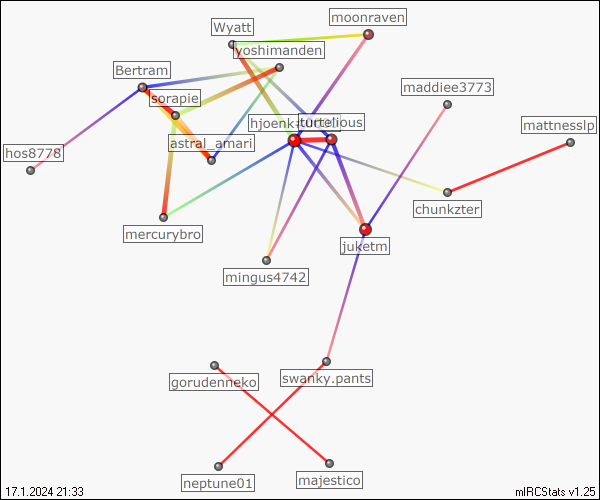 moonraven
Wyatt
yoshimanden
Bertram
maddiee3773
sorapie
hjoenk
turtelious
mattnesslp
astral_amari
hos8778
chunkzter
mercurybro
juketm
mingus4742
swanky.pants
gorudenneko
majestico
neptune01
17.1.2024 21:33
mIRCStats v1.25